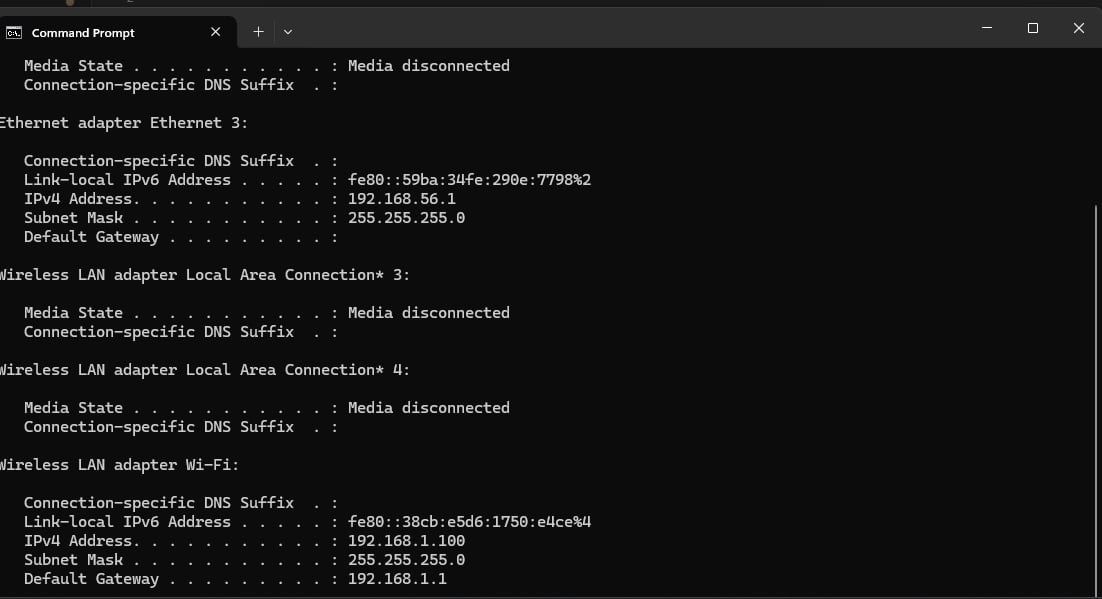 Command Prompt
Media State . . . . . . . . . . . : Media disconnected
Connection-specific DNS Suffix  . :
Ethernet adapter Ethernet 3:
Connection-specific DNS Suffix  . :
Link-local IPv6 Address . . . . . : fe80::59ba:34fe:290e:7798%2
IPv4 Address. . . . . . . . . . . : 192.168.56.1
Subnet Mask . . . . . . . . . . . : 255.255.255.0
Default Gateway . . . . . . . . . :
Wireless LAN adapter Local Area Connection* 3:
Media State . . . . . . . . . . . : Media disconnected
Connection-specific DNS Suffix  . :
Wireless LAN adapter Local Area Connection* 4:
Media State . . . . . . . . . . . : Media disconnected
Connection-specific DNS Suffix  . :
Wireless LAN adapter Wi-Fi:
Connection-specific DNS Suffix  . :
Link-local IPv6 Address . . . . . : fe80::38cb:e5d6:1750:e4ce%4
IPv4 Address. . . . . . . . . . . : 192.168.1.100
Subnet Mask . . . . . . . . . . . : 255.255.255.0
Default Gateway . . . . . . . . . : 192.168.1.1